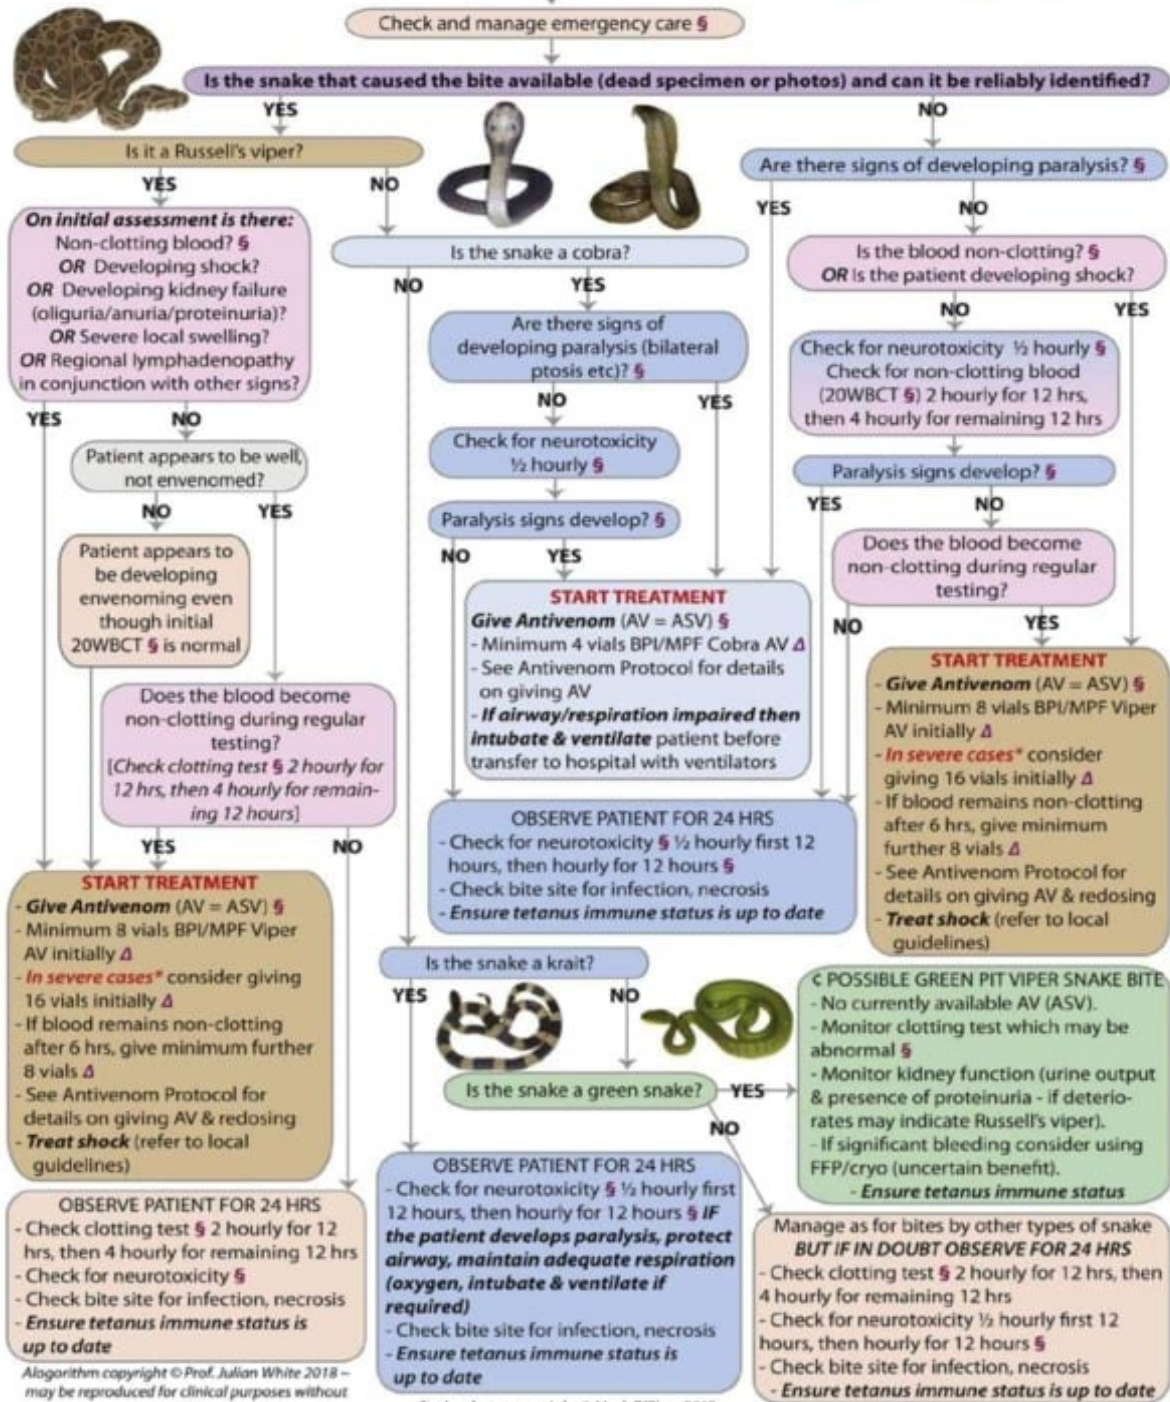 Check and manage emergency care §
Is the snake that caused the bite available (dead specimen or photos) and can it be reliably identified?
YES
NO
Is it a Russell's viper?
YES
NO
On initial assessment is there:
Non-clotting blood? §
OR Developing shock?
OR Developing kidney failure
(oliguria/anuria/proteinuria)?
OR Severe local swelling?
OR Regional lymphadenopathy
in conjunction with other signs?
YES
NO
Patient appears to be well,
not envenomed?
NO
YES
Patient appears to
be developing
envenoming even
though initial
20WBCT § is normal
Does the blood become
non-clotting during regular
testing?
[Check clotting test § 2 hourly for
12 hrs, then 4 hourly for remain-
ing 12 hours]
YES
NO
START TREATMENT
- Give Antivenom (AV = ASV) §
- Minimum 8 vials BPI/MPF Viper
AV initially Δ
- In severe cases* consider giving
16 vials initially Δ
- If blood remains non-clotting
after 6 hrs, give minimum further
8 vials Δ
- See Antivenom Protocol for
details on giving AV & redosing
- Treat shock (refer to local
guidelines)
OBSERVE PATIENT FOR 24 HRS
- Check clotting test § 2 hourly for 12
hrs, then 4 hourly for remaining 12 hrs
- Check for neurotoxicity §
- Check bite site for infection, necrosis
- Ensure tetanus immune status is
up to date
Alogorithm copyright © Prof. Julian White 2018 –
may be reproduced for clinical purposes without
Is the snake a cobra?
NO
YES
Are there signs of
developing paralysis (bilateral
ptosis etc)? §
NO
YES
Check for neurotoxicity
½ hourly §
Paralysis signs develop? §
NO
YES
START TREATMENT
Give Antivenom (AV = ASV) §
- Minimum 4 vials BPI/MPF Cobra AV Δ
- See Antivenom Protocol for details
on giving AV
- If airway/respiration impaired then
intubate & ventilate patient before
transfer to hospital with ventilators
OBSERVE PATIENT FOR 24 HRS
- Check for neurotoxicity § ½ hourly first 12
hours, then hourly for 12 hours §
- Check bite site for infection, necrosis
- Ensure tetanus immune status is up to date
Is the snake a krait?
YES
NO
Is the snake a green snake?
YES
NO
OBSERVE PATIENT FOR 24 HRS
- Check for neurotoxicity § ½ hourly first
12 hours, then hourly for 12 hours § IF
the patient develops paralysis, protect
airway, maintain adequate respiration
(oxygen, intubate & ventilate if
required)
- Check bite site for infection, necrosis
- Ensure tetanus immune status is
up to date
Are there signs of developing paralysis? §
YES
NO
Is the blood non-clotting? §
OR Is the patient developing shock?
NO
YES
Check for neurotoxicity ½ hourly §
Check for non-clotting blood
(20WBCT §) 2 hourly for 12 hrs,
then 4 hourly for remaining 12 hrs
Paralysis signs develop? §
YES
NO
Does the blood become
non-clotting during regular
testing?
NO
YES
START TREATMENT
- Give Antivenom (AV = ASV) §
- Minimum 8 vials BPI/MPF Viper
AV initially Δ
- In severe cases* consider
giving 16 vials initially Δ
- If blood remains non-clotting
after 6 hrs, give minimum
further 8 vials Δ
- See Antivenom Protocol for
details on giving AV & redosing
- Treat shock (refer to local
guidelines)
¢ POSSIBLE GREEN PIT VIPER SNAKE BITE
- No currently available AV (ASV).
- Monitor clotting test which may be
abnormal §
- Monitor kidney function (urine output
& presence of proteinuria - if deterio-
rates may indicate Russell's viper).
- If significant bleeding consider using
FFP/cryo (uncertain benefit).
- Ensure tetanus immune status
Manage as for bites by other types of snake
BUT IF IN DOUBT OBSERVE FOR 24 HRS
- Check clotting test § 2 hourly for 12 hrs, then
4 hourly for remaining 12 hrs
- Check for neurotoxicity ½ hourly first 12
hours, then hourly for 12 hours §
- Check bite site for infection, necrosis
- Ensure tetanus immune status is up to date